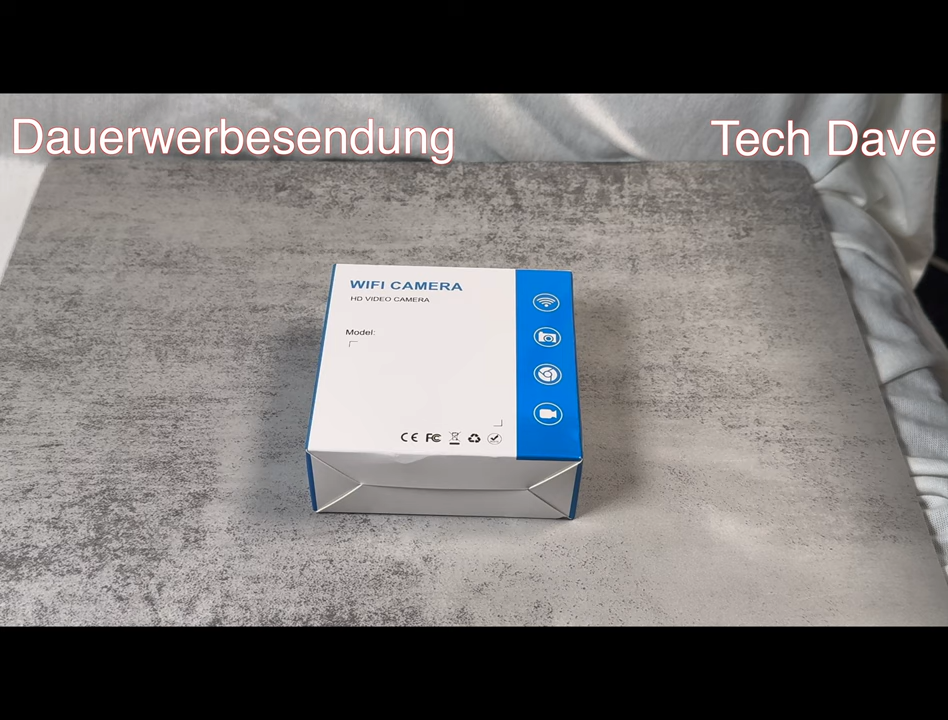 Dauerwerbesendung
Tech Dave
WIFI CAMERA
HD VIDEO CAMERA
Model:
CE FC